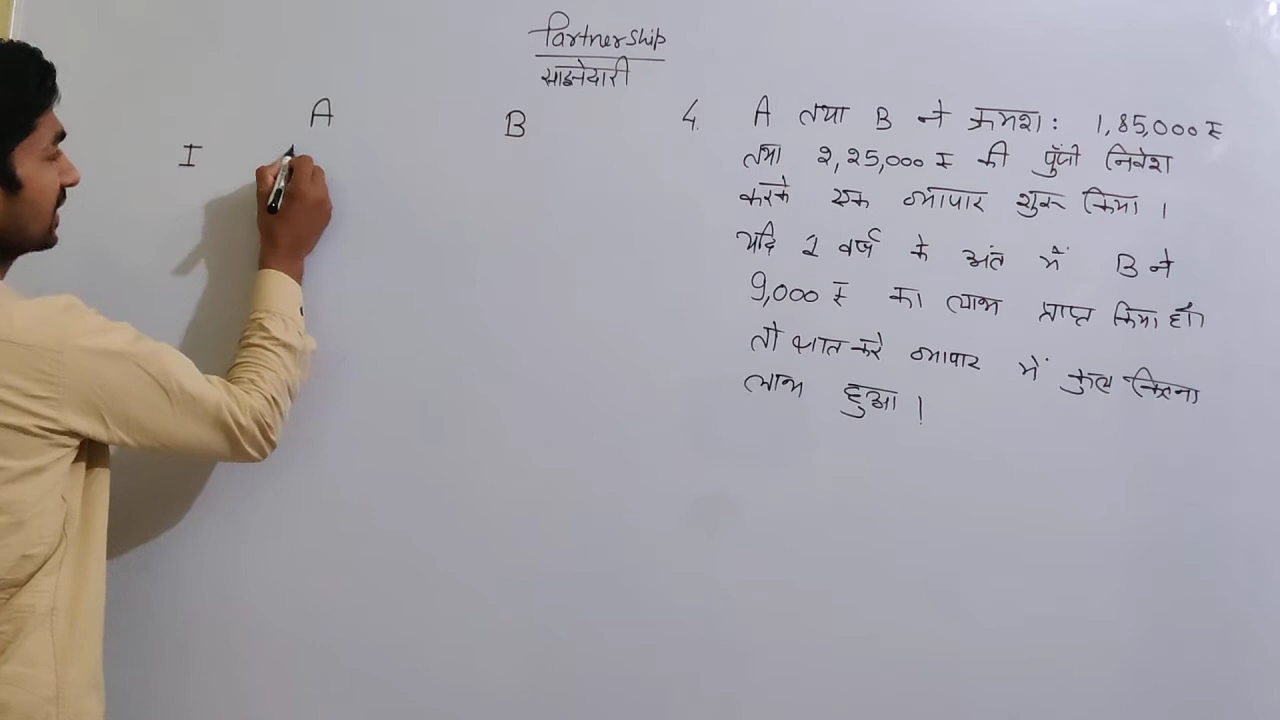 Partnership
साझेदारी
A B
I
4. A तथा B ने क्रमश: 1,85,000 ₹
तथा 2,25,000 ₹ की पुँजी निवेश
करके एक व्यापार शुरू किया ।
यदि 1 वर्ष के अंत में B ने
9,000 ₹ का लाभ प्राप्त किया हो
तो ज्ञात करे व्यापार में कुल कितना
लाभ हुआ ।